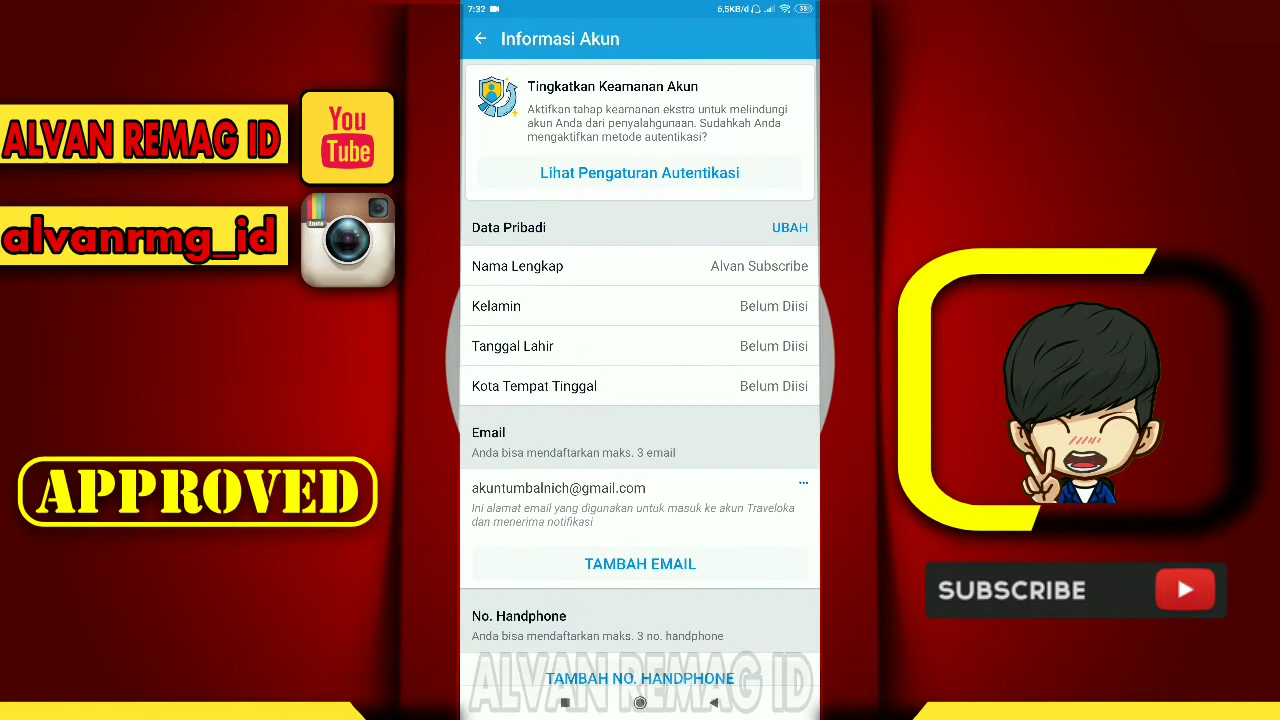 7:32
6,5KB/d
38
Informasi Akun
Tingkatkan Keamanan Akun
Aktifkan tahap keamanan ekstra untuk melindungi
akun Anda dari penyalahgunaan. Sudahkah Anda
mengaktifkan metode autentikasi?
Lihat Pengaturan Autentikasi
Data Pribadi
UBAH
Nama Lengkap
Alvan Subscribe
Kelamin
Belum Diisi
Tanggal Lahir
Belum Diisi
Kota Tempat Tinggal
Belum Diisi
Email
Anda bisa mendaftarkan maks. 3 email
akuntumbalnich@gmail.com
Ini alamat email yang digunakan untuk masuk ke akun Traveloka
dan menerima notifikasi
TAMBAH EMAIL
No. Handphone
Anda bisa mendaftarkan maks. 3 no. handphone
TAMBAH NO. HANDPHONE
ALVAN REMAG ID
ALVAN REMAG ID
You
Tube
alvanrmg_id
Insta
APPROVED
SUBSCRIBE